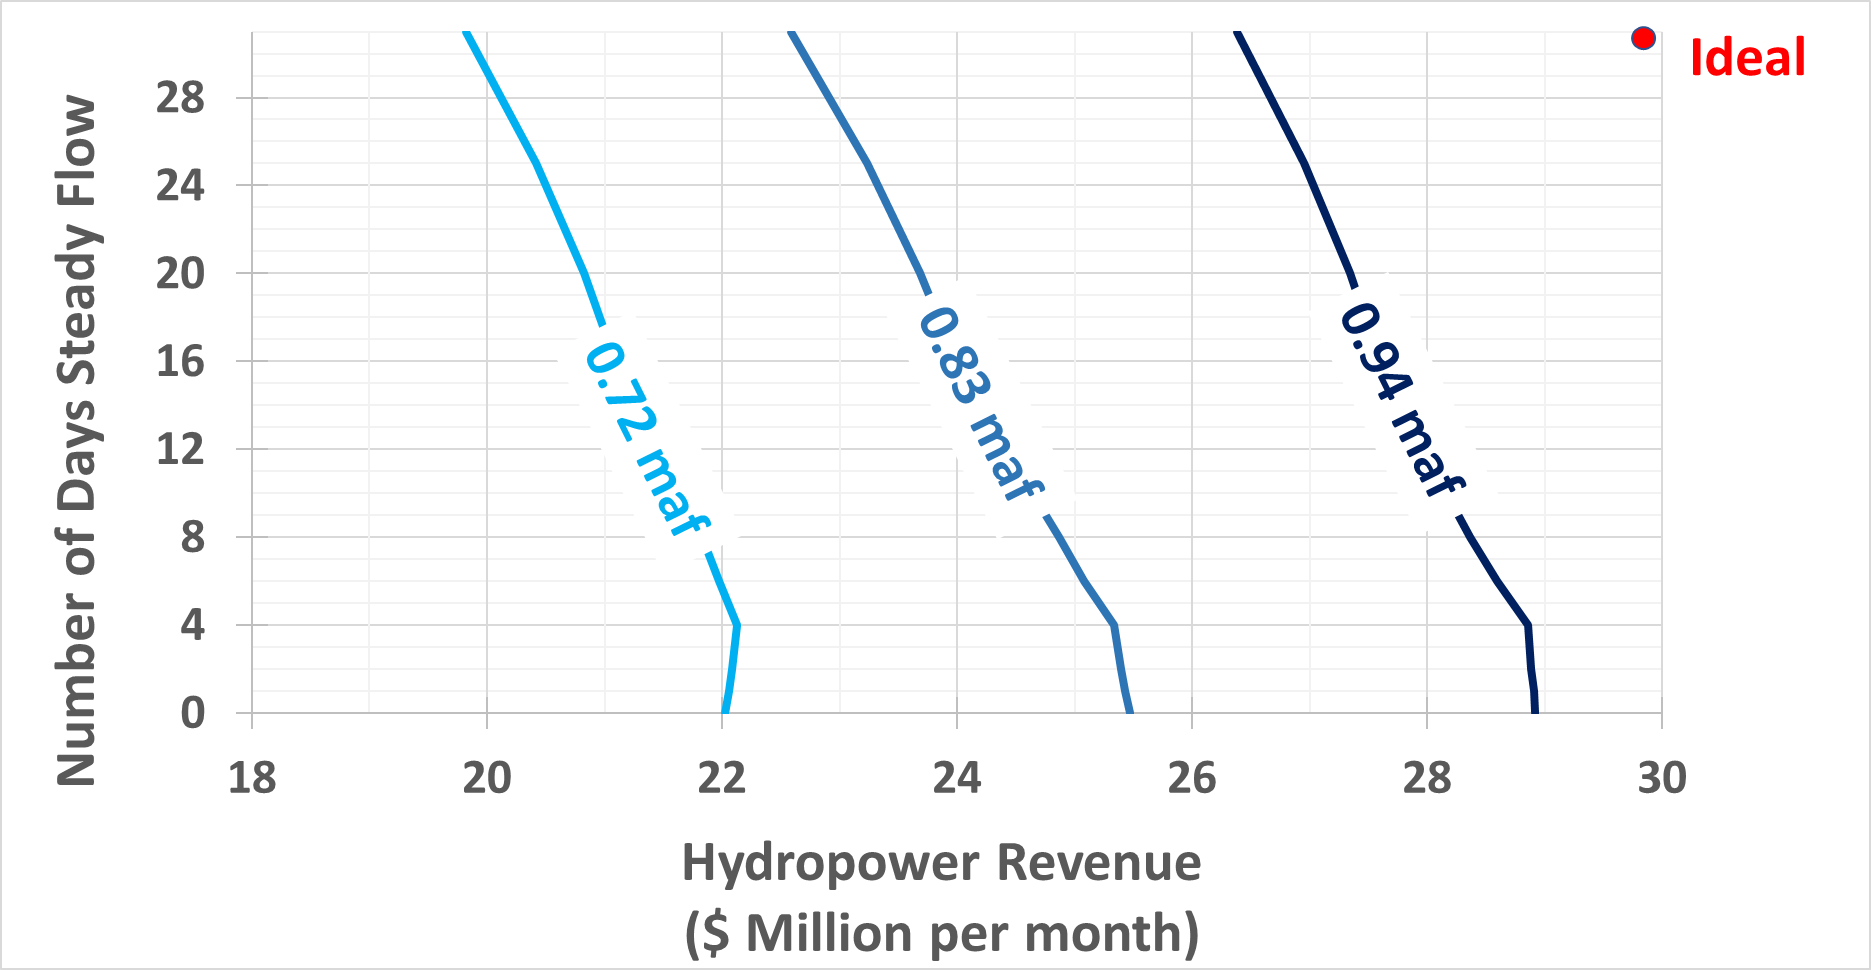 Ideal
Number of Days Steady Flow
28
24
20
16
12
8
4
0
0.72 maf
0.83 maf
0.94 maf
18 20 22 24 26 28 30
Hydropower Revenue
($ Million per month)